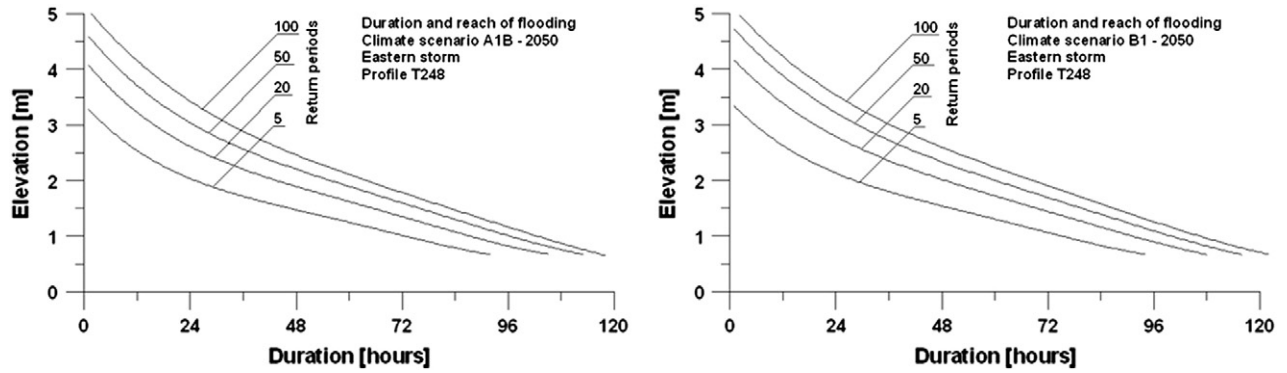 Duration and reach of flooding
Climate scenario A1B - 2050
Eastern storm
Profile T248
100
50
20
5
Return periods
Elevation [m]
5
4
3
2
1
0
0 24 48 72 96 120
Duration [hours]
Duration and reach of flooding
Climate scenario B1 - 2050
Eastern storm
Profile T248
100
50
20
5
Return periods
Elevation [m]
5
4
3
2
1
0
0 24 48 72 96 120
Duration [hours]